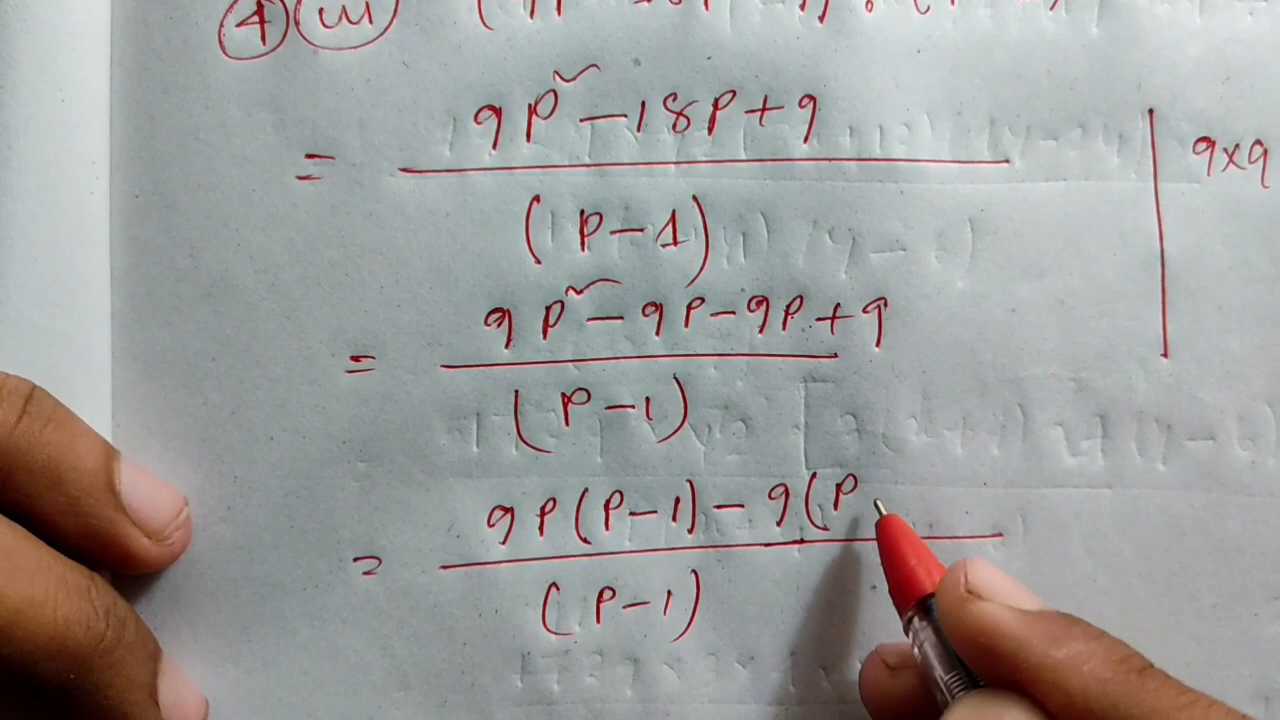 4 iii
9P² - 18P + 9
= (P-1)
9×9
9P² - 9P - 9P + 9
= (P-1)
9P(P-1) - 9(P
= (P-1)